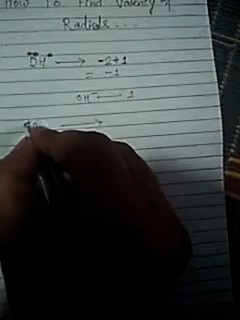 How To Find Valency of
Radicals...
OH → -2+1
= -1
OH⁻ — 1
→